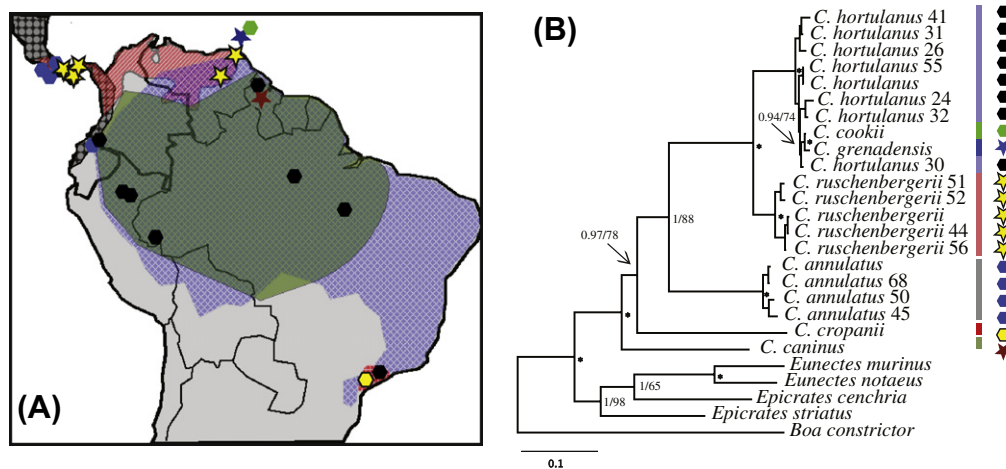 (A)
(B)
C. hortulanus 41
C. hortulanus 31
C. hortulanus 26
C. hortulanus 55
C. hortulanus
C. hortulanus 24
C. hortulanus 32
0.94/74
C. cookii
C. grenadensis
C. hortulanus 30
C. ruschenbergerii 51
C. ruschenbergerii 52
C. ruschenbergerii
C. ruschenbergerii 44
C. ruschenbergerii 56
1/88
0.97/78
C. annulatus
C. annulatus 68
C. annulatus 50
C. annulatus 45
C. cropanii
C. caninus
Eunectes murinus
Eunectes notaeus
1/65
Epicrates cenchria
1/98
Epicrates striatus
Boa constrictor
0.1